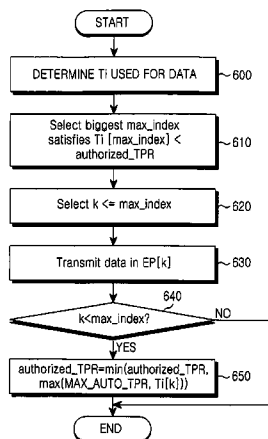 START
DETERMINE Ti USED FOR DATA
600
Select biggest max_index
satisfies Ti [max_index] <
authorized_TPR
610
Select k <= max_index
620
Transmit data in EP[k]
630
640
k<max_index?
NO
YES
authorized_TPR=min(authorized_TPR,
max(MAX_AUTO_TPR, Ti[k]))
650
END